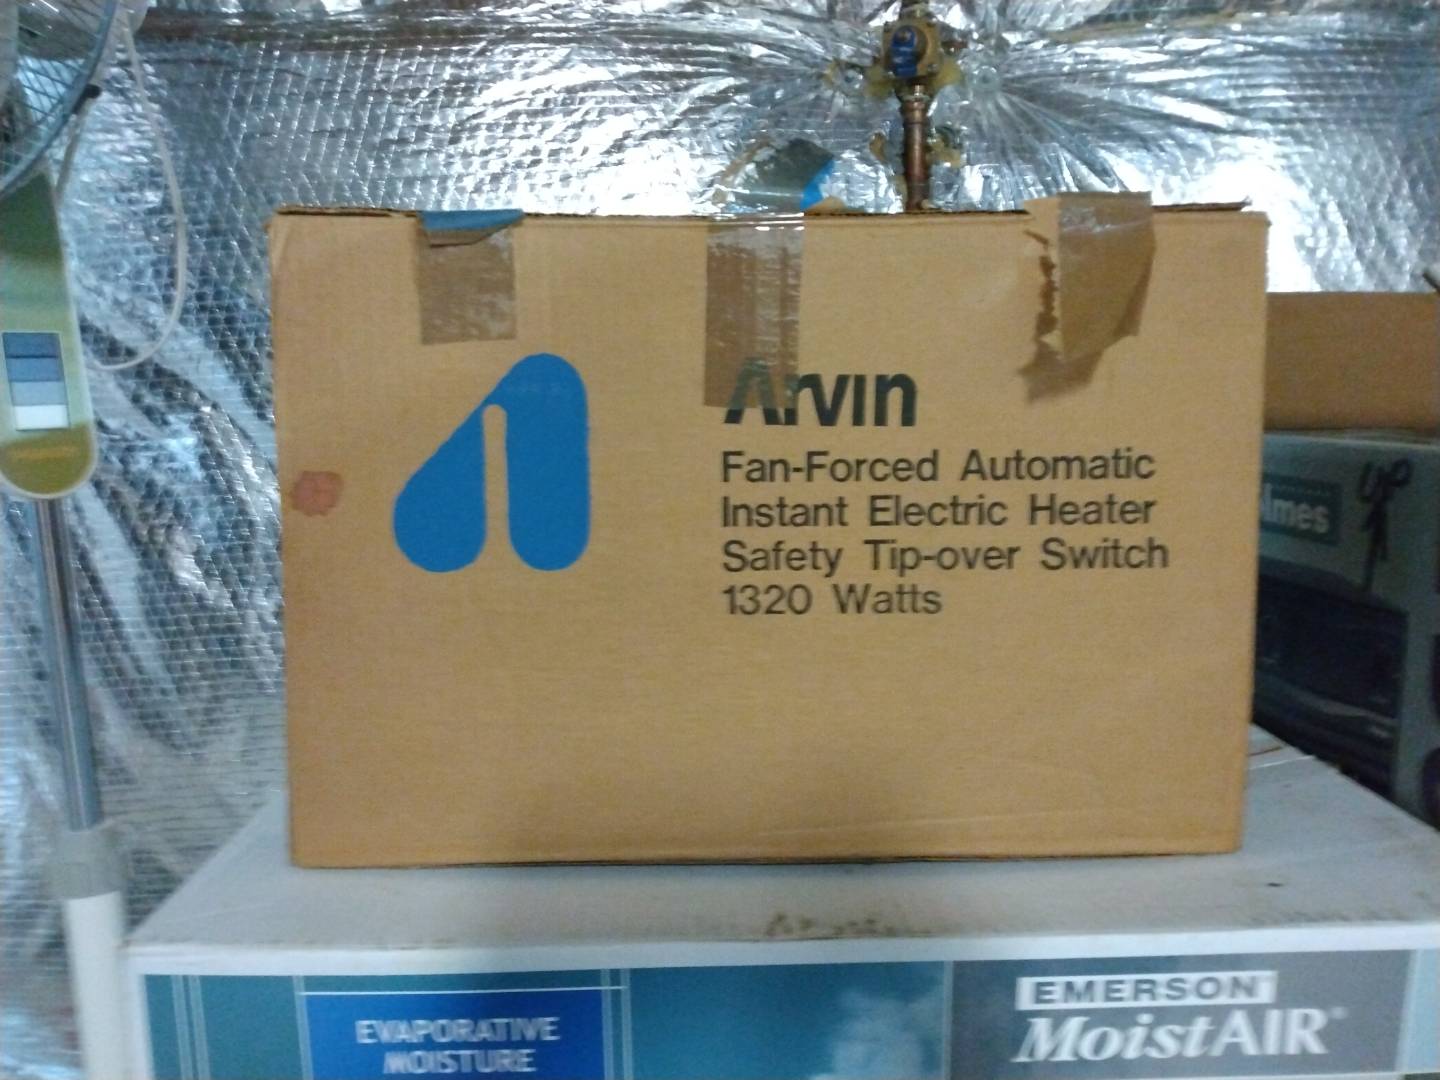 Arvin
Fan-Forced Automatic
Instant Electric Heater
Safety Tip-over Switch
1320 Watts
EVAPORATIVE
MOISTURE
EMERSON
MoistAIR®